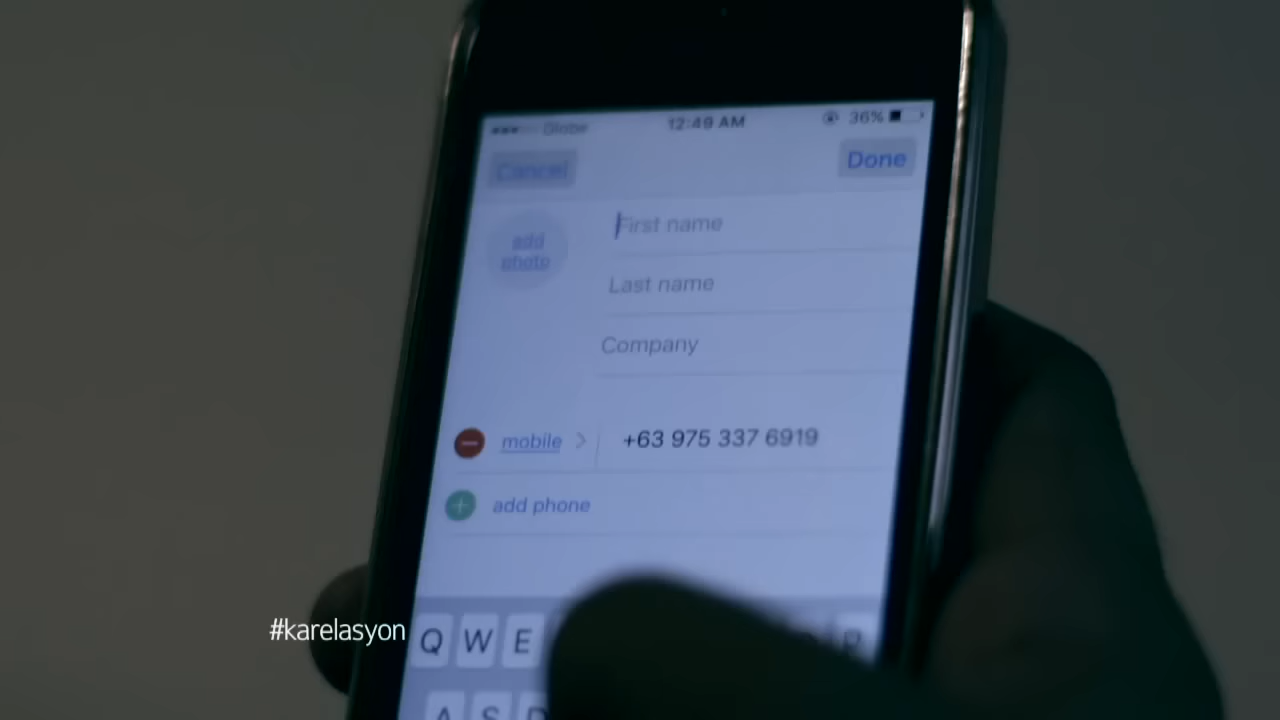 Globe 12:49 AM 36%
Cancel Done
add photo
First name
Last name
Company
mobile +63 975 337 6919
add phone
Q W E
A S D
#karelasyon